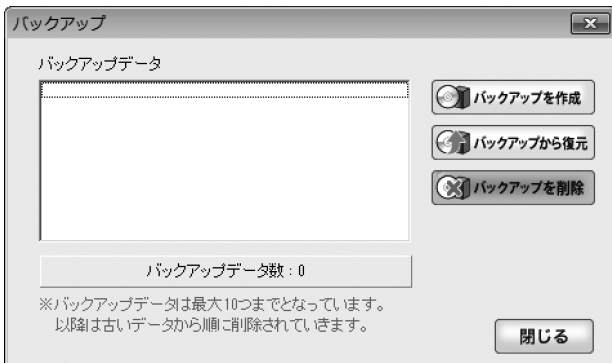 バックアップ
バックアップデータ
バックアップを作成
バックアップから復元
バックアップを削除
バックアップデータ数:0
※バックアップデータは最大10つまでとなっています。
以降は古いデータから順に削除されていきます。
閉じる